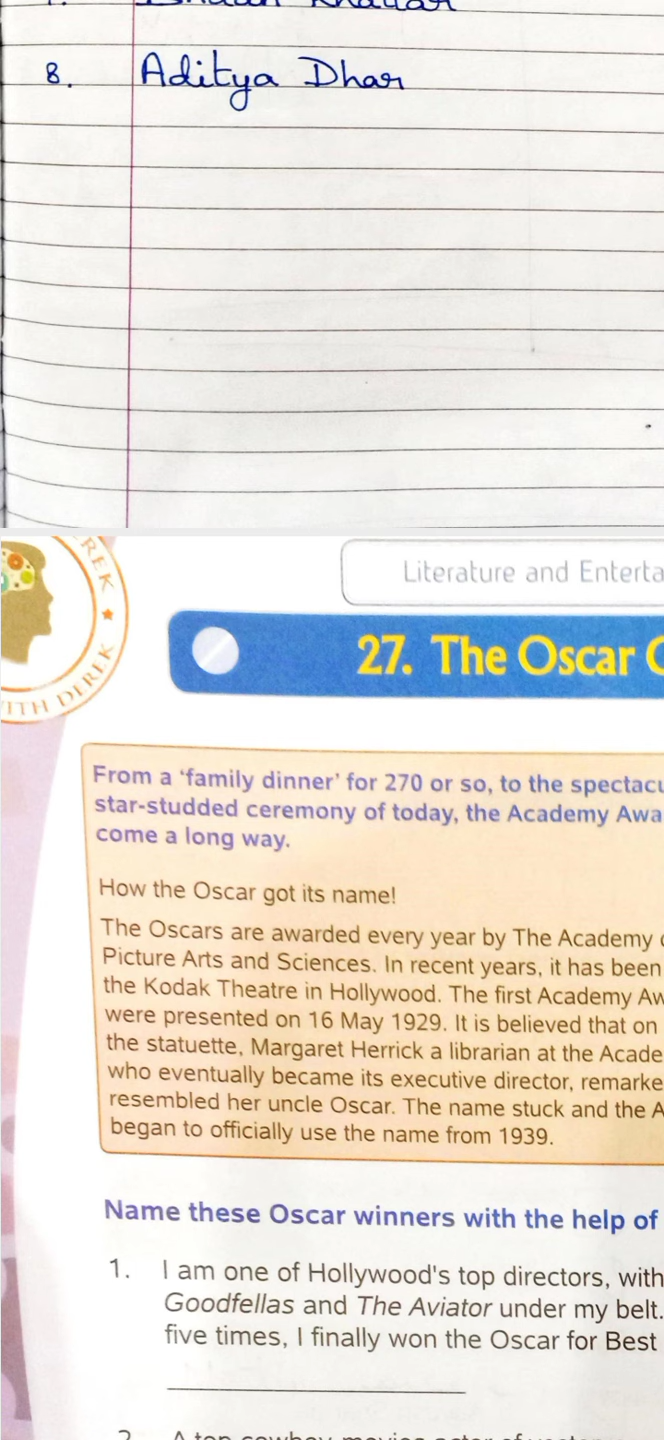 8. Aditya Dhar
REK
WITH DEREK
Literature and Enterta
27. The Oscar
From a 'family dinner' for 270 or so, to the spectacu
star-studded ceremony of today, the Academy Awa
come a long way.
How the Oscar got its name!
The Oscars are awarded every year by The Academy
Picture Arts and Sciences. In recent years, it has been
the Kodak Theatre in Hollywood. The first Academy Aw
were presented on 16 May 1929. It is believed that on
the statuette, Margaret Herrick a librarian at the Acade
who eventually became its executive director, remarke
resembled her uncle Oscar. The name stuck and the A
began to officially use the name from 1939.
Name these Oscar winners with the help of
1. I am one of Hollywood's top directors, with
Goodfellas and The Aviator under my belt.
five times, I finally won the Oscar for Best